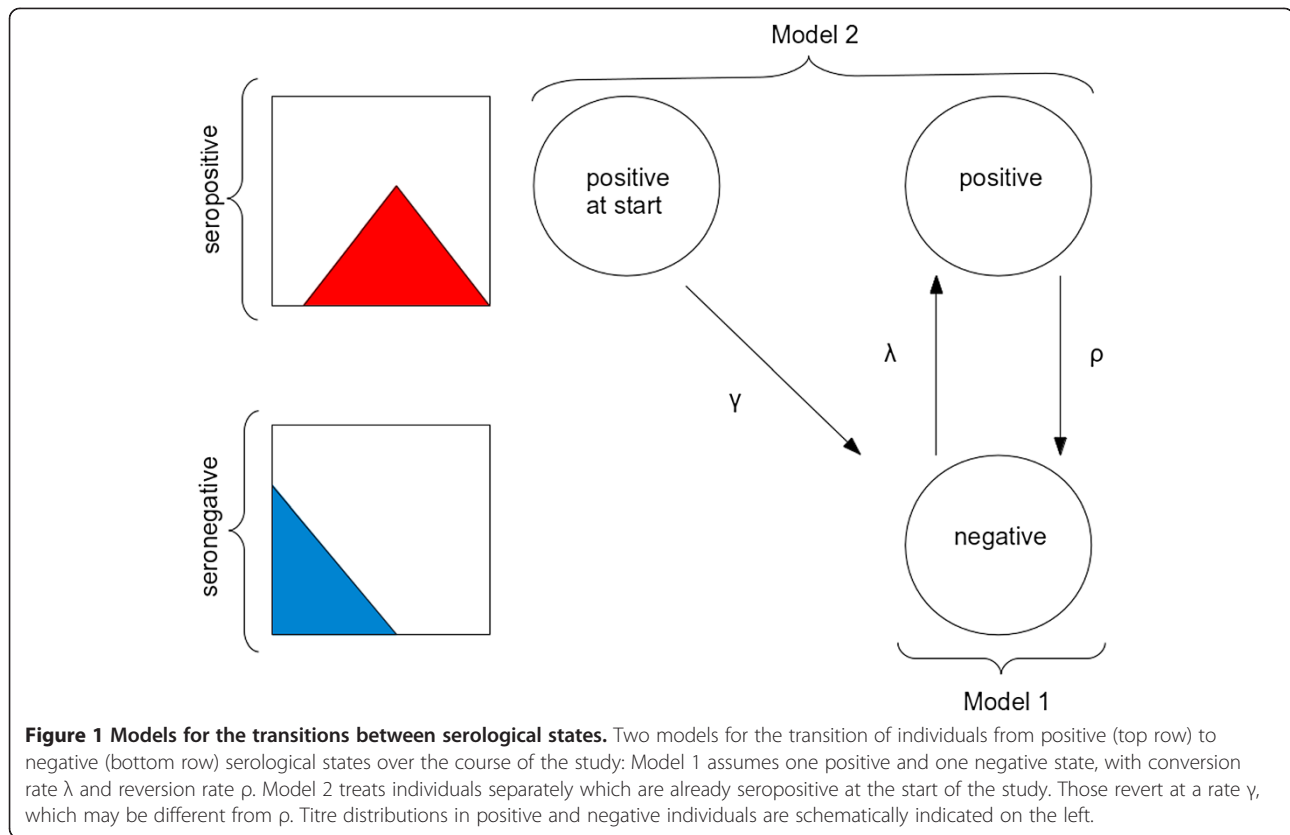 Model 2
seropositive
positive
at start
positive
γ
λ
ρ
seronegative
negative
Model 1
Figure 1 Models for the transitions between serological states. Two models for the transition of individuals from positive (top row) to
negative (bottom row) serological states over the course of the study: Model 1 assumes one positive and one negative state, with conversion
rate λ and reversion rate ρ. Model 2 treats individuals separately which are already seropositive at the start of the study. Those revert at a rate γ,
which may be different from ρ. Titre distributions in positive and negative individuals are schematically indicated on the left.